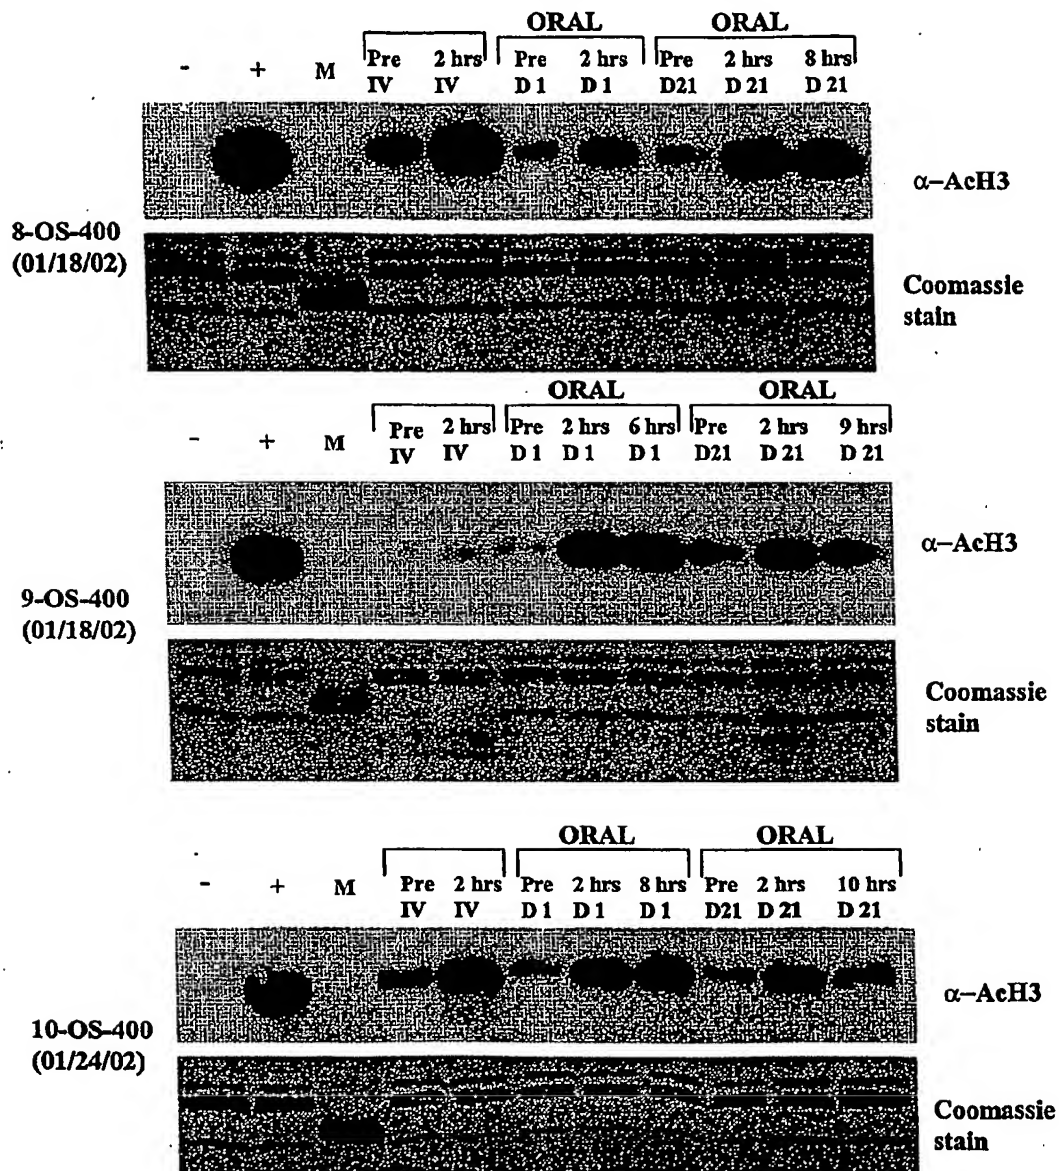 ORAL ORAL
- + M Pre 2 hrs Pre 2 hrs Pre 2 hrs 8 hrs
IV IV D 1 D 1 D21 D 21 D 21
α–AcH3
8-OS-400
(01/18/02)
Coomassie
stain
ORAL ORAL
- + M Pre 2 hrs Pre 2 hrs 6 hrs Pre 2 hrs 9 hrs
IV IV D 1 D 1 D 1 D21 D 21 D 21
α–AcH3
9-OS-400
(01/18/02)
Coomassie
stain
ORAL ORAL
- + M Pre 2 hrs Pre 2 hrs 8 hrs Pre 2 hrs 10 hrs
IV IV D 1 D 1 D 1 D21 D 21 D 21
α–AcH3
10-OS-400
(01/24/02)
Coomassie
stain